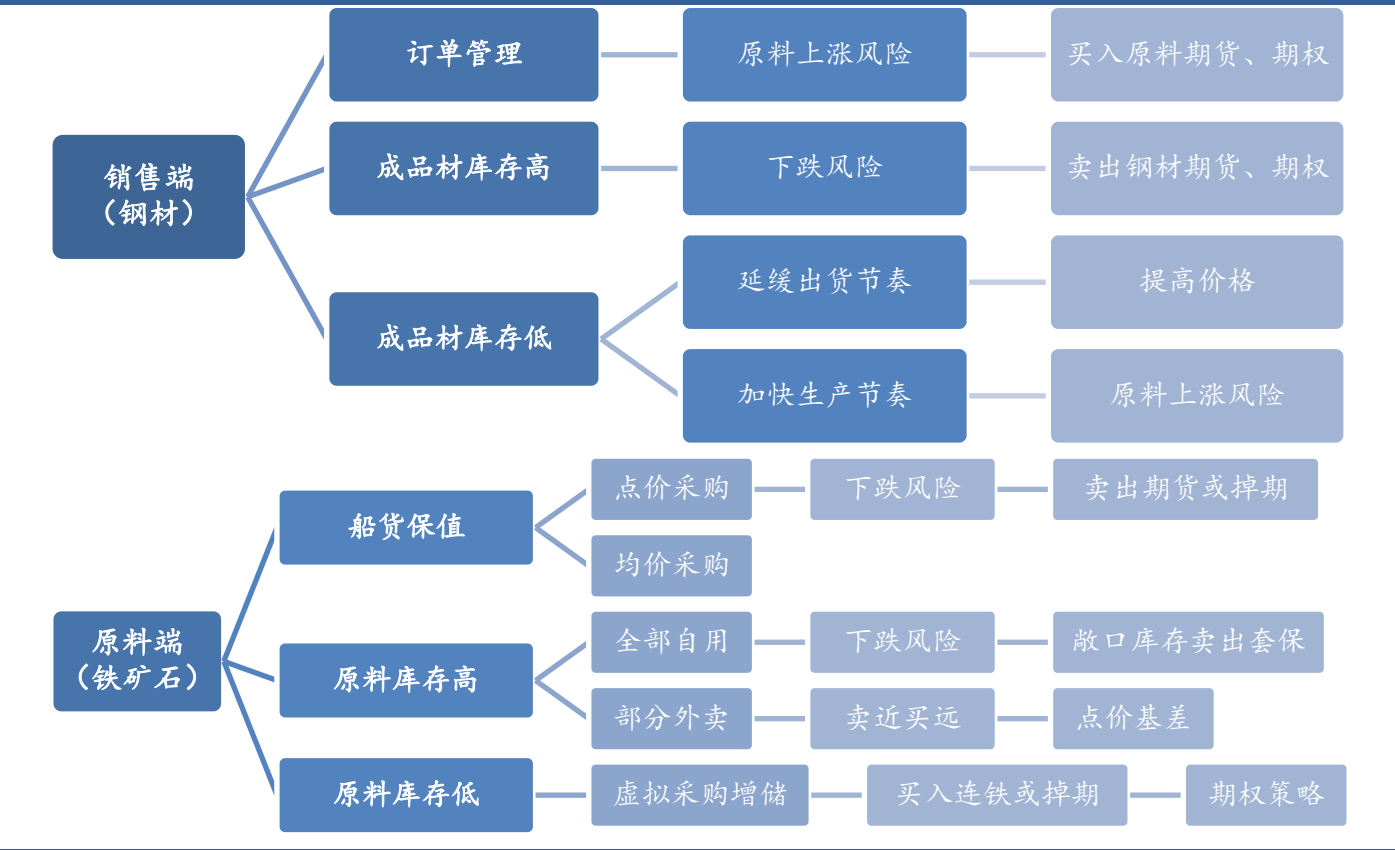 订单管理
原料上涨风险
买入原料期货、期权
销售端
（钢材）
成品材库存高
下跌风险
卖出钢材期货、期权
成品材库存低
延缓出货节奏
提高价格
加快生产节奏
原料上涨风险
原料端
（铁矿石）
船货保值
点价采购
下跌风险
卖出期货或掉期
均价采购
原料库存高
全部自用
下跌风险
敞口库存卖出套保
部分外卖
卖近买远
点价基差
原料库存低
虚拟采购增储
买入连铁或掉期
期权策略